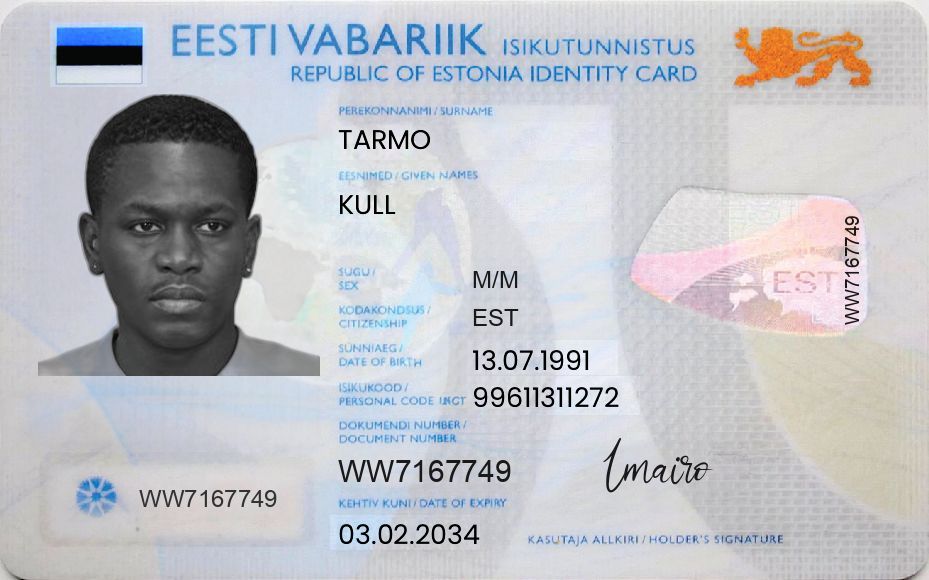 EESTI VABARIIK ISIKUTUNNISTUS
REPUBLIC OF ESTONIA IDENTITY CARD
PEREKONNANIMI / SURNAME
TARMO
EESNIMED / GIVEN NAMES
KULL
SUGU /
SEX
M/M
KODAKONDSUS /
CITIZENSHIP
EST
SÜNNIAEG /
DATE OF BIRTH
13.07.1991
ISIKUKOOD /
PERSONAL CODE
99611311272
DOKUMENDI NUMBER /
DOCUMENT NUMBER
WW7167749
KEHTIV KUNI / DATE OF EXPIRY
03.02.2034
WW7167749
EST
WW7167749
KASUTAJA ALLKIRI / HOLDER'S SIGNATURE